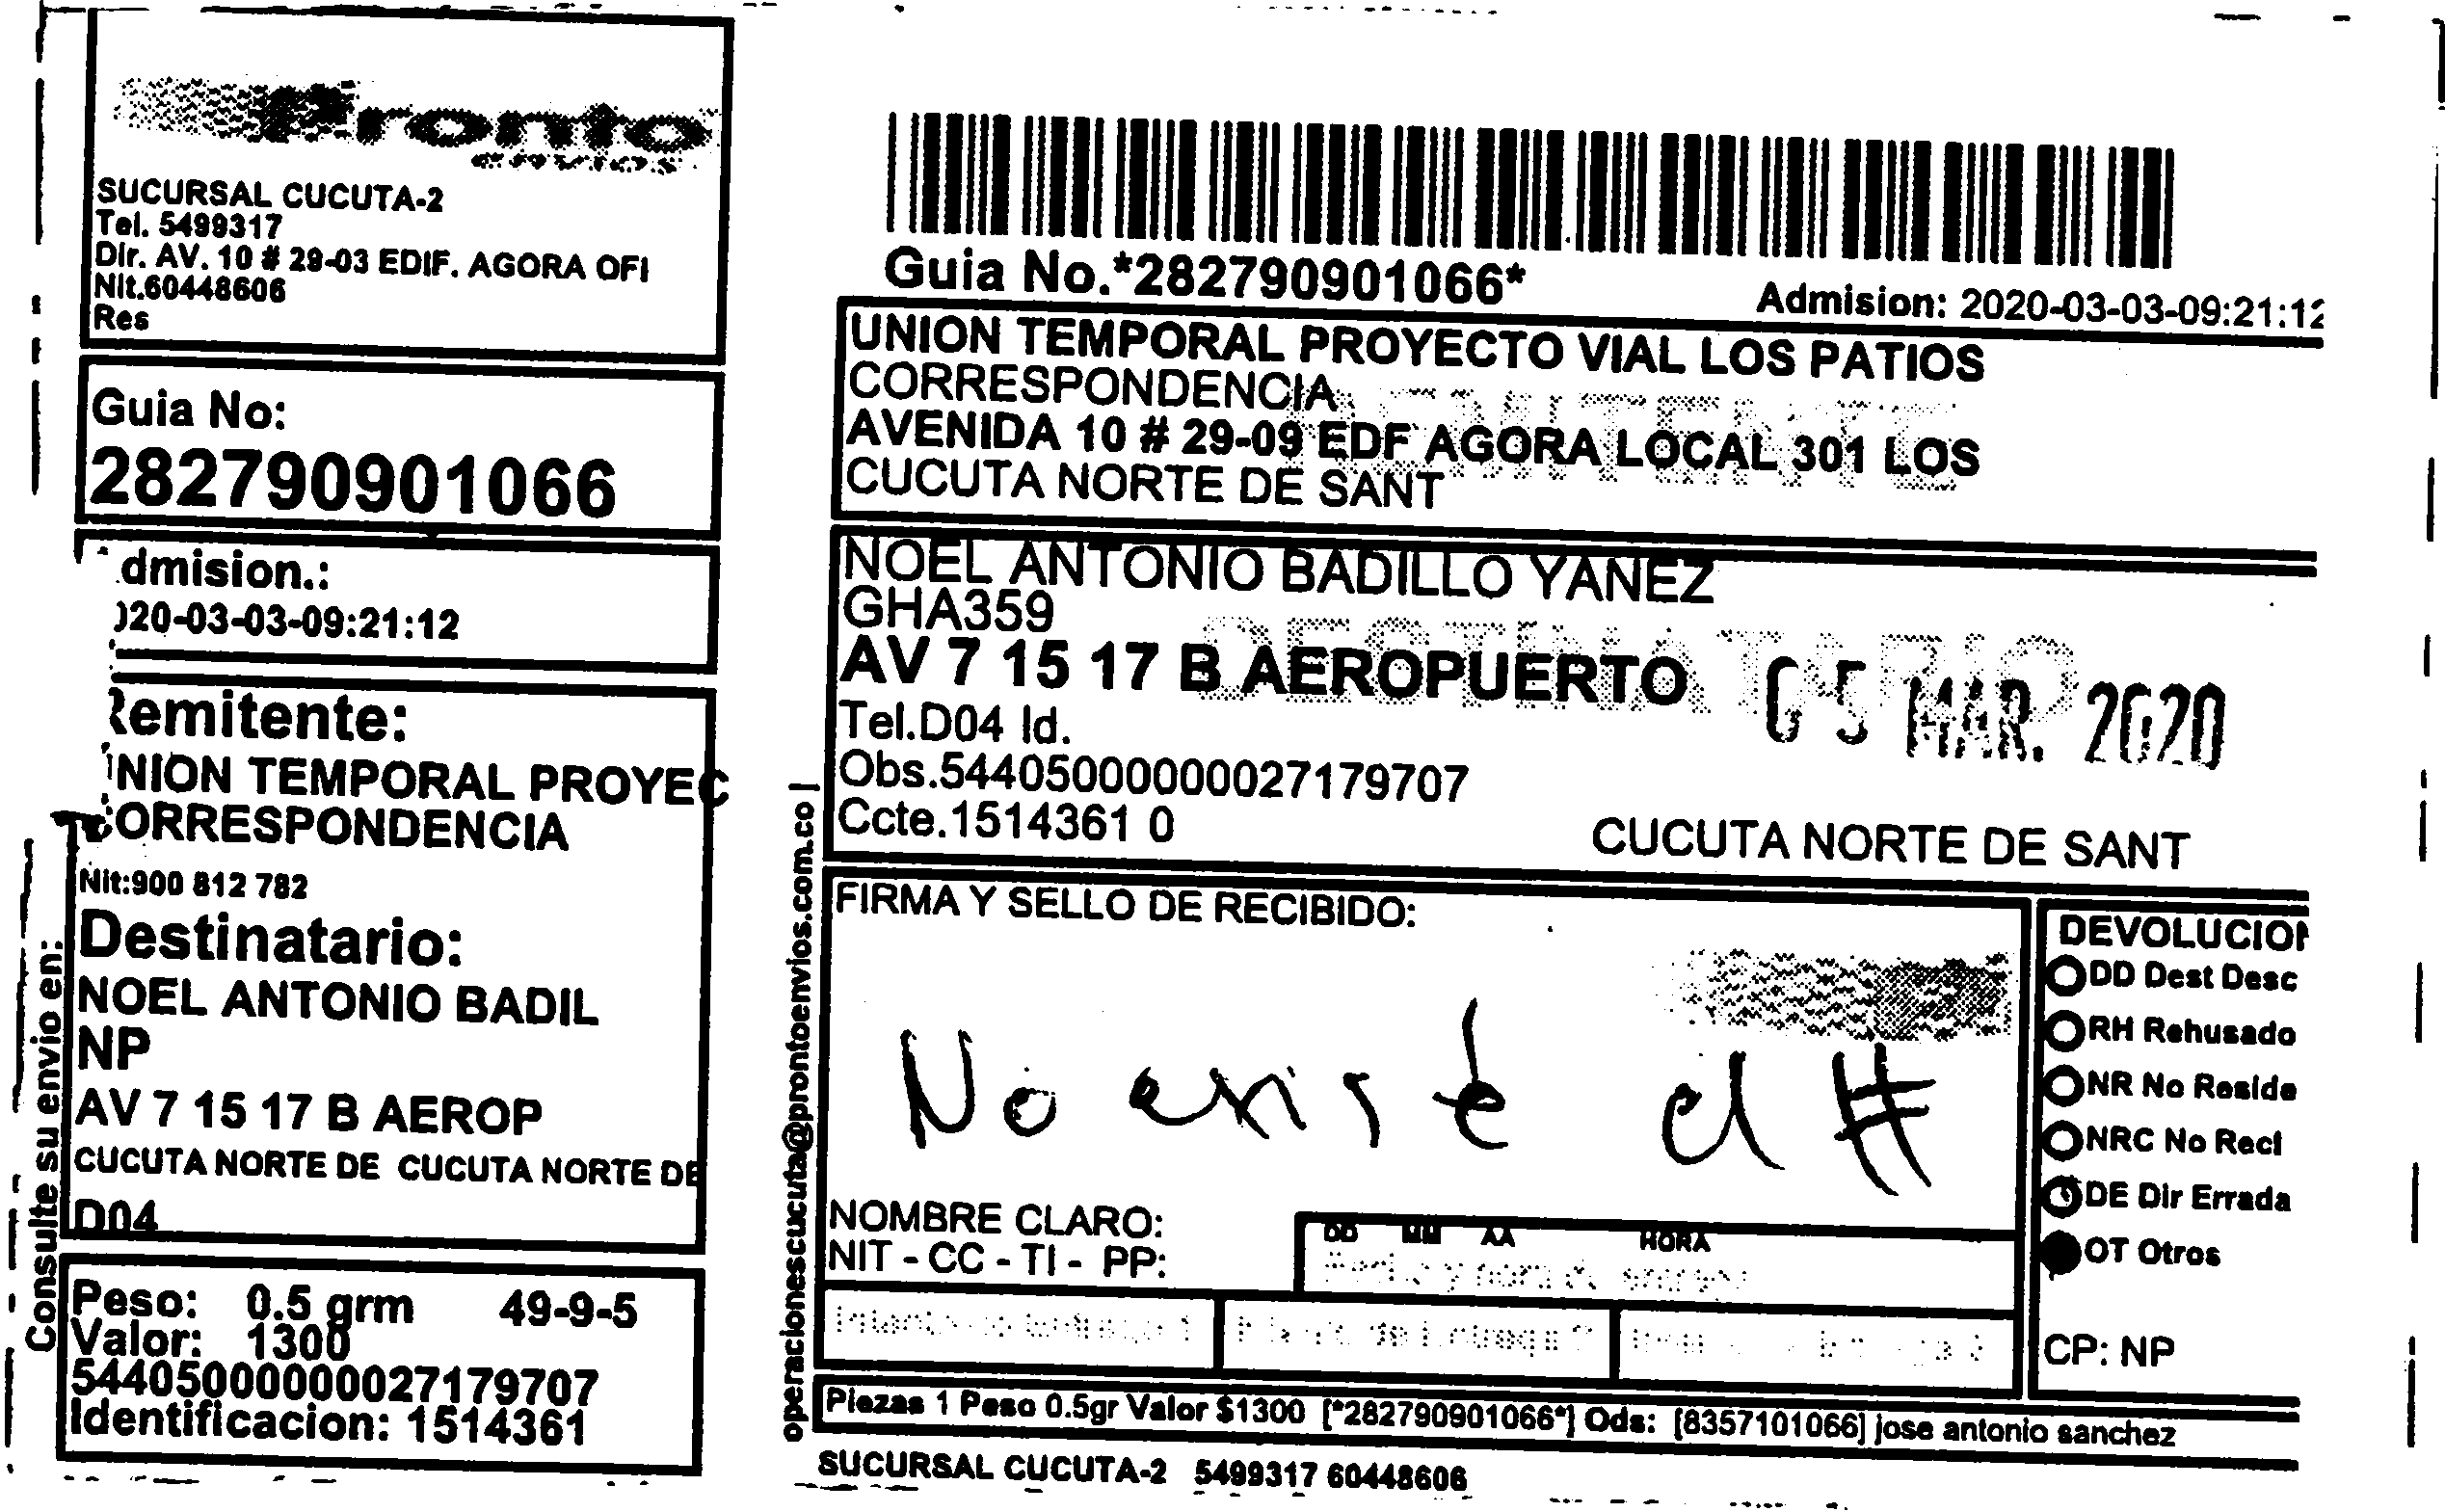 Pronto
envios
SUCURSAL CUCUTA-2
Tel. 5499317
Dir. AV. 10 # 29-03 EDIF. AGORA OFI
Nit.60448606
Res
Guia No:
282790901066
dmision.:
020-03-03-09:21:12
Remitente:
UNION TEMPORAL PROYEC
CORRESPONDENCIA
Nit:900 812 782
Destinatario:
NOEL ANTONIO BADIL
NP
AV 7 15 17 B AEROP
CUCUTA NORTE DE CUCUTA NORTE DE
D04
Peso: 0.5 grm 49-9-5
Valor: 1300
544050000000027179707
Identificacion: 1514361
Consulte su envio en:
operacionescucuta@prontoenvios.com.co |
Guia No.*282790901066*
Admision: 2020-03-03-09:21:12
UNION TEMPORAL PROYECTO VIAL LOS PATIOS
CORRESPONDENCIA
REMITENTE
AVENIDA 10 # 29-09 EDF AGORA LOCAL 301 LOS
CUCUTA NORTE DE SANT
NOEL ANTONIO BADILLO YANEZ
GHA359
DESTINATARIO
AV 7 15 17 B AEROPUERTO
05 MAR. 2020
Tel.D04 Id.
Obs.544050000000027179707
Ccte.1514361 0
CUCUTA NORTE DE SANT
FIRMA Y SELLO DE RECIBIDO:
No existe el #
NOMBRE CLARO:
NIT - CC - TI - PP:
DD MM AA HORA
DEVOLUCION
DD Dest Desc
RH Rehusado
NR No Reside
NRC No Recl
DE Dir Errada
OT Otros
CP: NP
Piezas 1 Peso 0.5gr Valor $1300 [*282790901066*] Ods: [8357101066] jose antonio sanchez
SUCURSAL CUCUTA-2 5499317 60448606